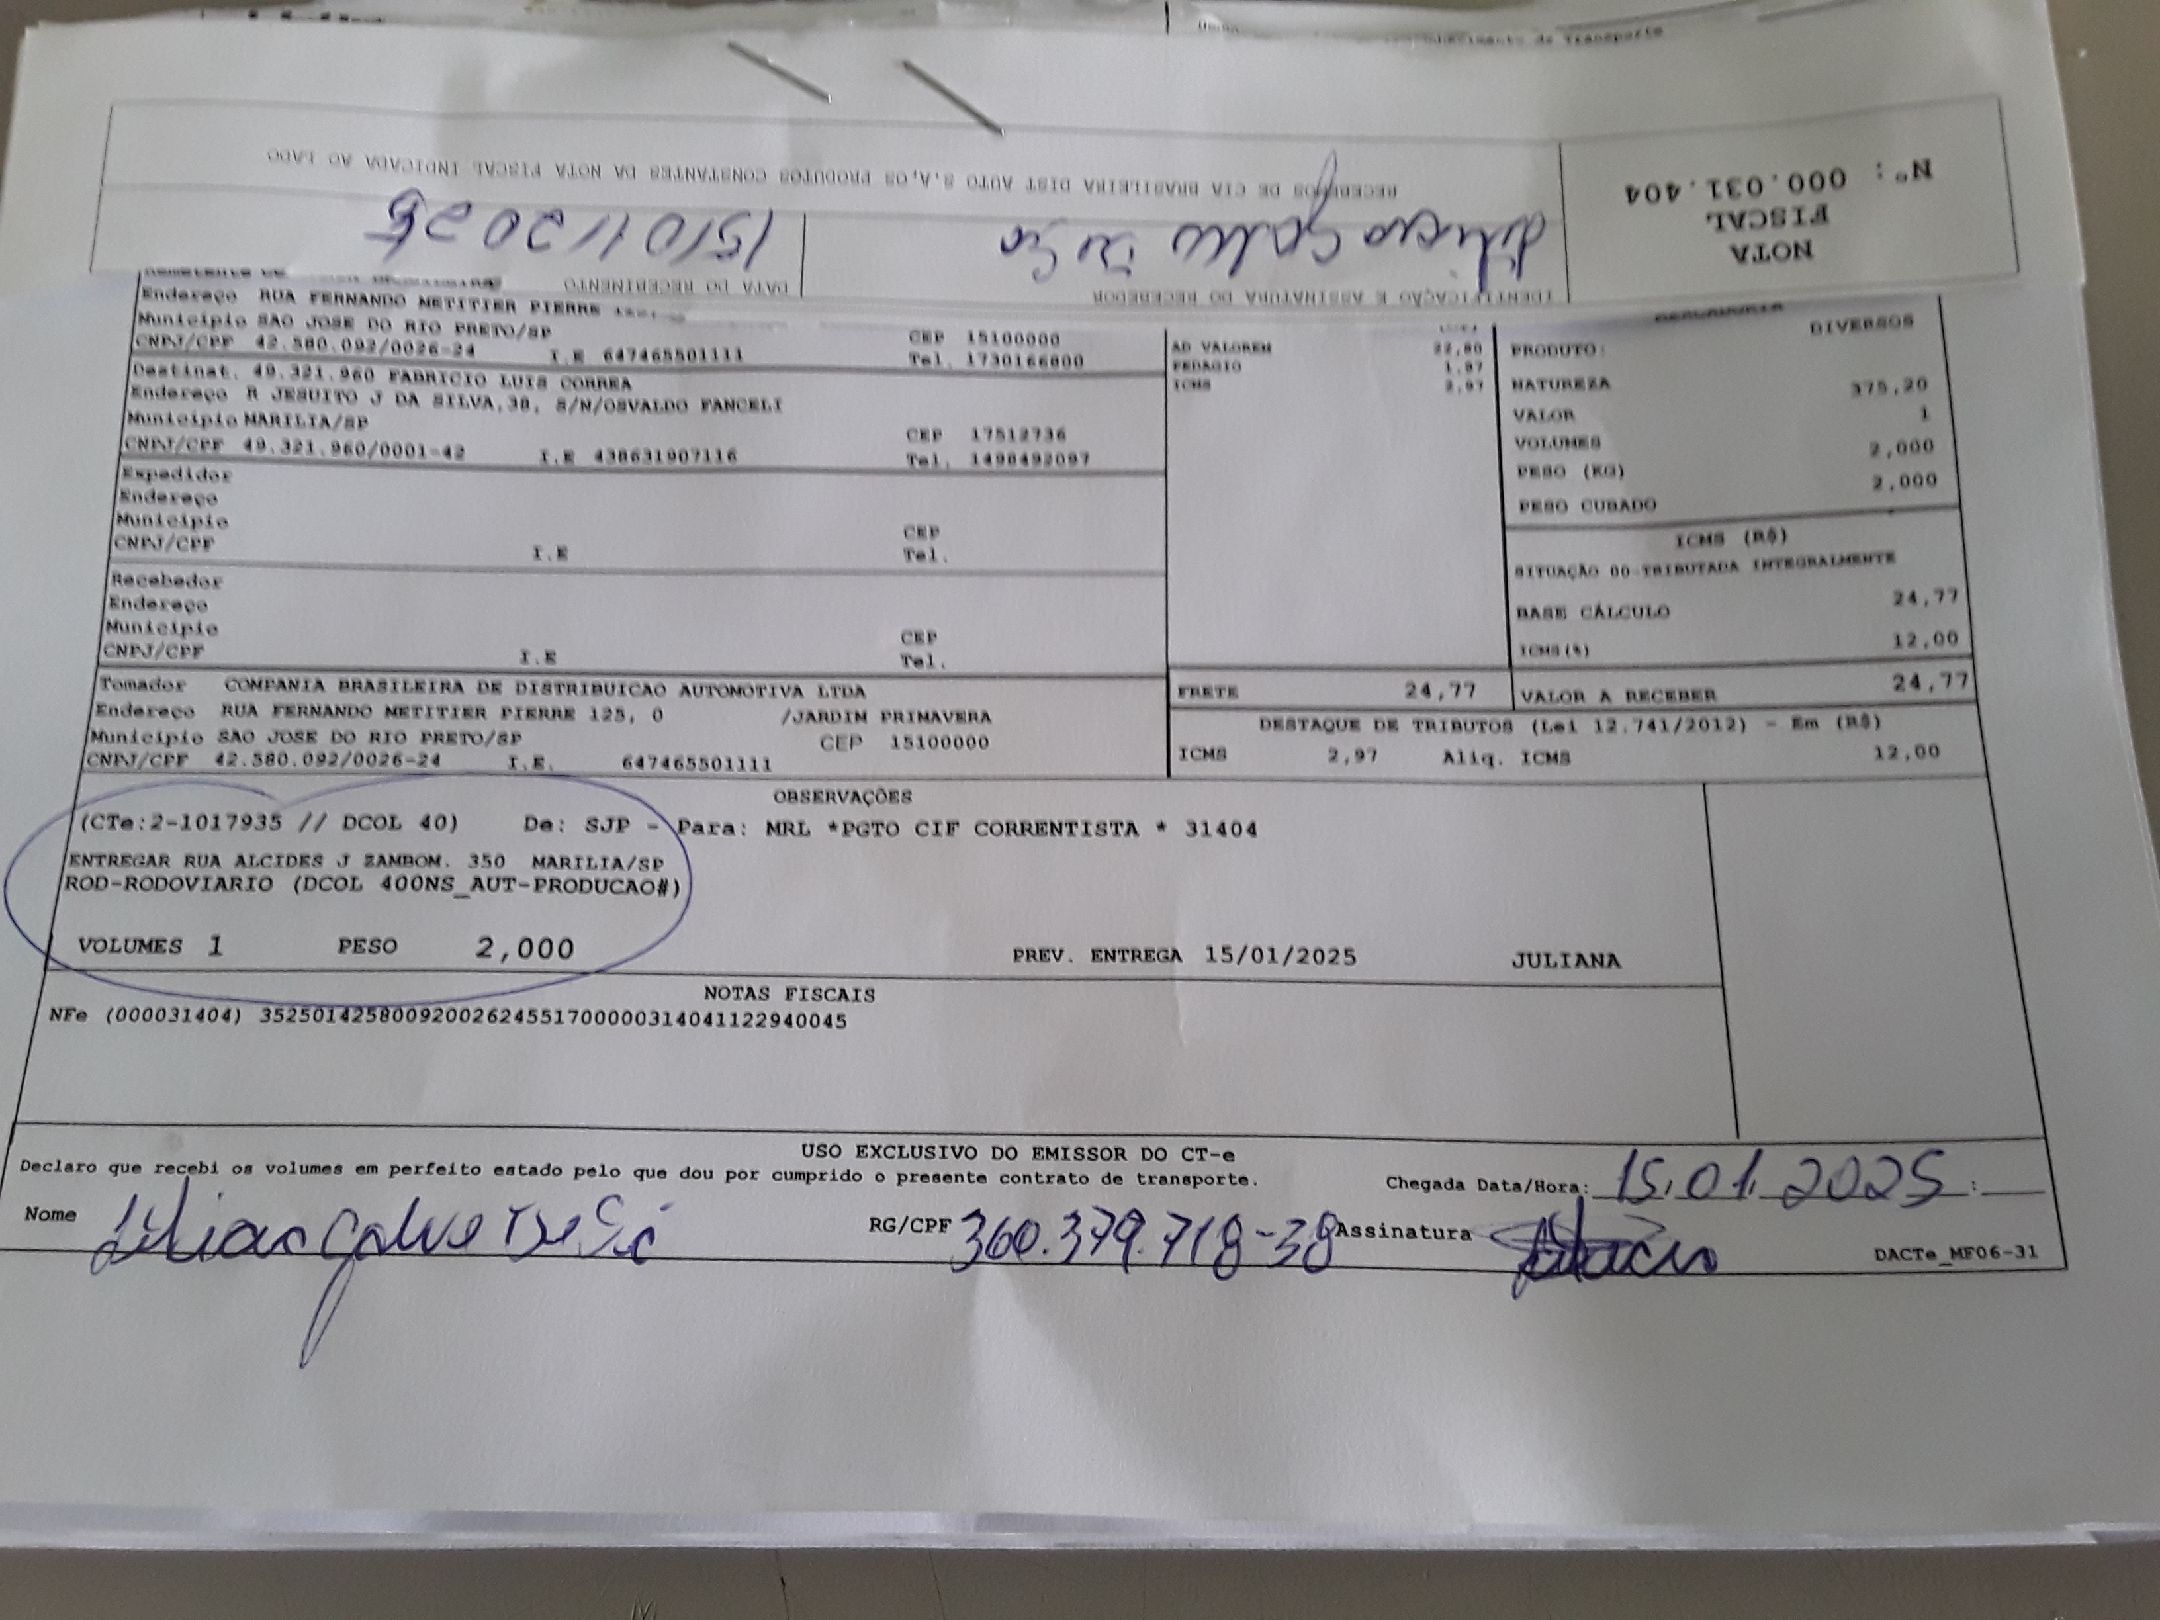 Conhecimento de Transporte
Nº: 000.031.404
NOTA
FISCAL
RECEBEMOS DE CIA BRASILEIRA DIST AUTO S.A, OS PRODUTOS CONSTANTES DA NOTA FISCAL INDICADA AO LADO
DATA DO RECEBIMENTO
15/01/2025
IDENTIFICAÇÃO E ASSINATURA DO RECEBEDOR
Endereço RUA FERNANDO METITIER PIERRE
Municipio SAO JOSE DO RIO PRETO/SP CEP 15100000
CNPJ/CPF 42.580.092/0026-24 I.E 647465501111 Tel. 1730166800
Destinat. 49.321.960 FABRICIO LUIS CORREA
Endereço R JESUITO J DA SILVA,38, S/N/OSVALDO FANCELI
Municipio MARILIA/SP CEP 17512736
CNPJ/CPF 49.321.960/0001-42 I.E 438631907116 Tel. 1498492097
Expedidor
Endereço
Municipio CEP
CNPJ/CPF I.E Tel.
Recebedor
Endereço
Municipio CEP
CNPJ/CPF I.E Tel.
Tomador COMPANIA BRASILEIRA DE DISTRIBUICAO AUTOMOTIVA LTDA
Endereço RUA FERNANDO METITIER PIERRE 125, 0 /JARDIM PRIMAVERA
Municipio SAO JOSE DO RIO PRETO/SP CEP 15100000
CNPJ/CPF 42.580.092/0026-24 I.E. 647465501111
AD VALOREM 22,80
PEDAGIO 1,97
ICMS 2,97
FRETE 24,77
PRODUTO: DIVERSOS
NATUREZA
VALOR 375,20
VOLUMES 1
PESO (KG) 2,000
PESO CUBADO 2,000
ICMS (R$)
SITUAÇÃO 00-TRIBUTADA INTEGRALMENTE
BASE CÁLCULO 24,77
ICMS(%) 12,00
VALOR A RECEBER 24,77
DESTAQUE DE TRIBUTOS (Lei 12.741/2012) - Em (R$)
ICMS 2,97 Aliq. ICMS 12,00
OBSERVAÇÕES
(CTe:2-1017935 // DCOL 40) De: SJP - Para: MRL *PGTO CIF CORRENTISTA * 31404
ENTREGAR RUA ALCIDES J ZAMBOM. 350 MARILIA/SP
ROD-RODOVIARIO (DCOL 400NS_AUT-PRODUCAO#)
VOLUMES 1 PESO 2,000 PREV. ENTREGA 15/01/2025 JULIANA
NOTAS FISCAIS
NFe (000031404) 35250142580092002624551700000314041122940045
USO EXCLUSIVO DO EMISSOR DO CT-e
Declaro que recebi os volumes em perfeito estado pelo que dou por cumprido o presente contrato de transporte.
Chegada Data/Hora: 15.01.2025 :
Nome RG/CPF 360.379.718-38 Assinatura
DACTe_MF06-31